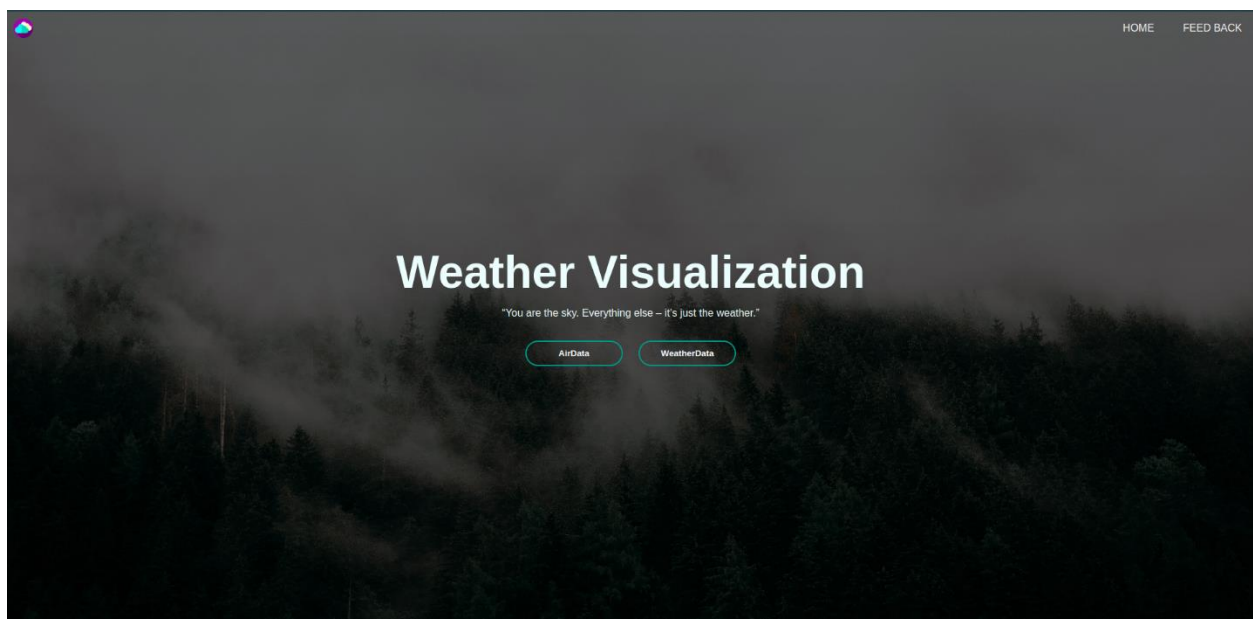 HOME FEED BACK
Weather Visualization
"You are the sky. Everything else – it's just the weather."
AirData WeatherData